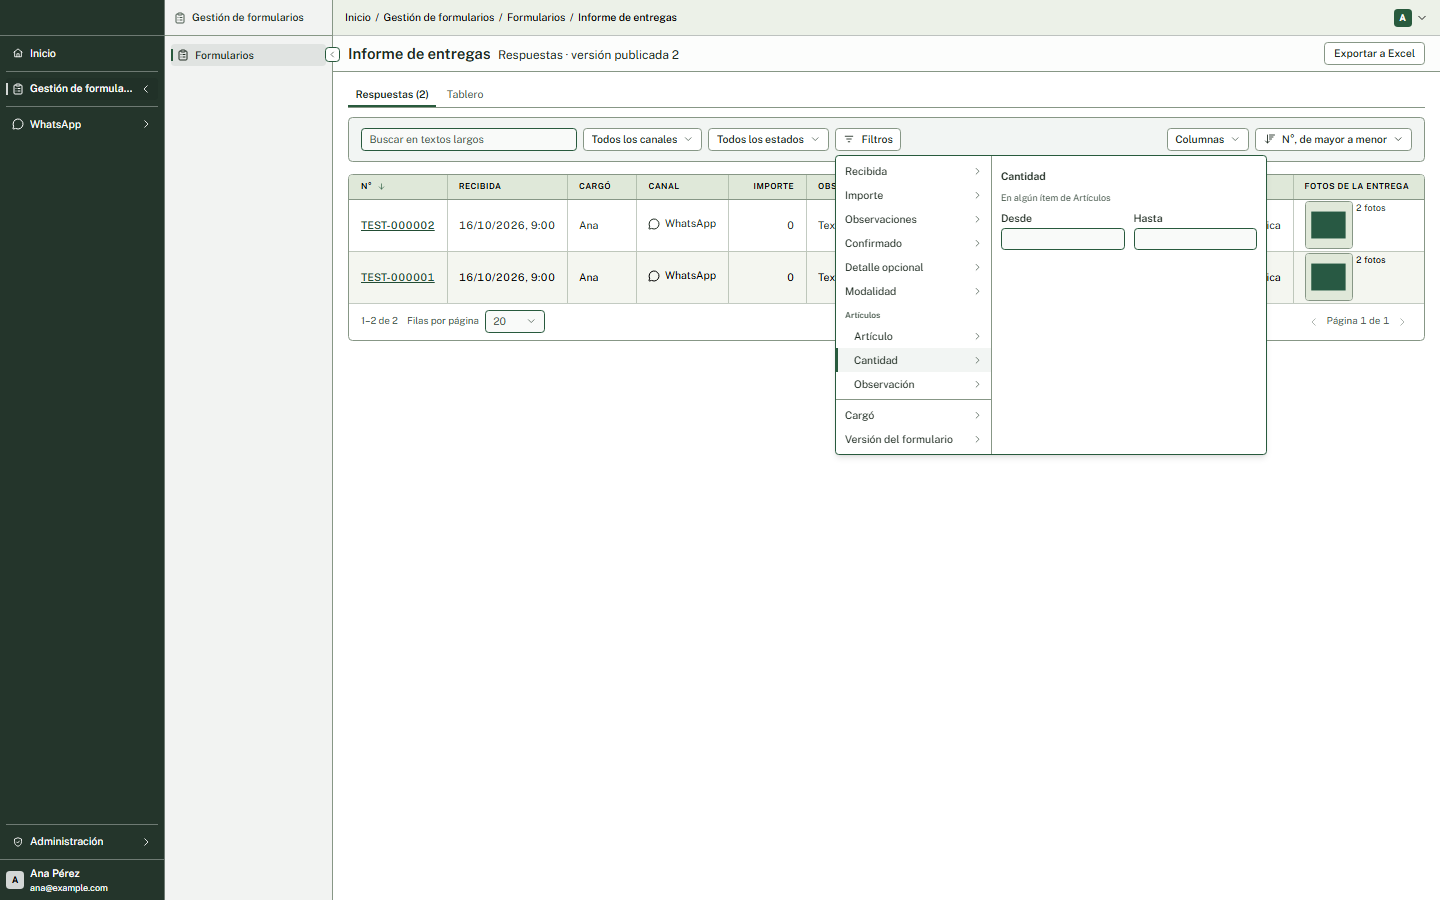 Inicio
Gestión de formula...
WhatsApp
Administración
A
Ana Pérez
ana@example.com
Gestión de formularios
Formularios
Inicio / Gestión de formularios / Formularios / Informe de entregas
A
Informe de entregas Respuestas · versión publicada 2
Exportar a Excel
Respuestas (2) Tablero
Buscar en textos largos Todos los canales Todos los estados Filtros Columnas N°, de mayor a menor
N° RECIBIDA CARGÓ CANAL IMPORTE OBS FOTOS DE LA ENTREGA
TEST-000002 16/10/2026, 9:00 Ana WhatsApp 0 Tex ica 2 fotos
TEST-000001 16/10/2026, 9:00 Ana WhatsApp 0 Tex ica 2 fotos
1–2 de 2 Filas por página 20 Página 1 de 1
Recibida
Importe
Observaciones
Confirmado
Detalle opcional
Modalidad
Artículos
Artículo
Cantidad
Observación
Cargó
Versión del formulario
Cantidad
En algún ítem de Artículos
Desde Hasta